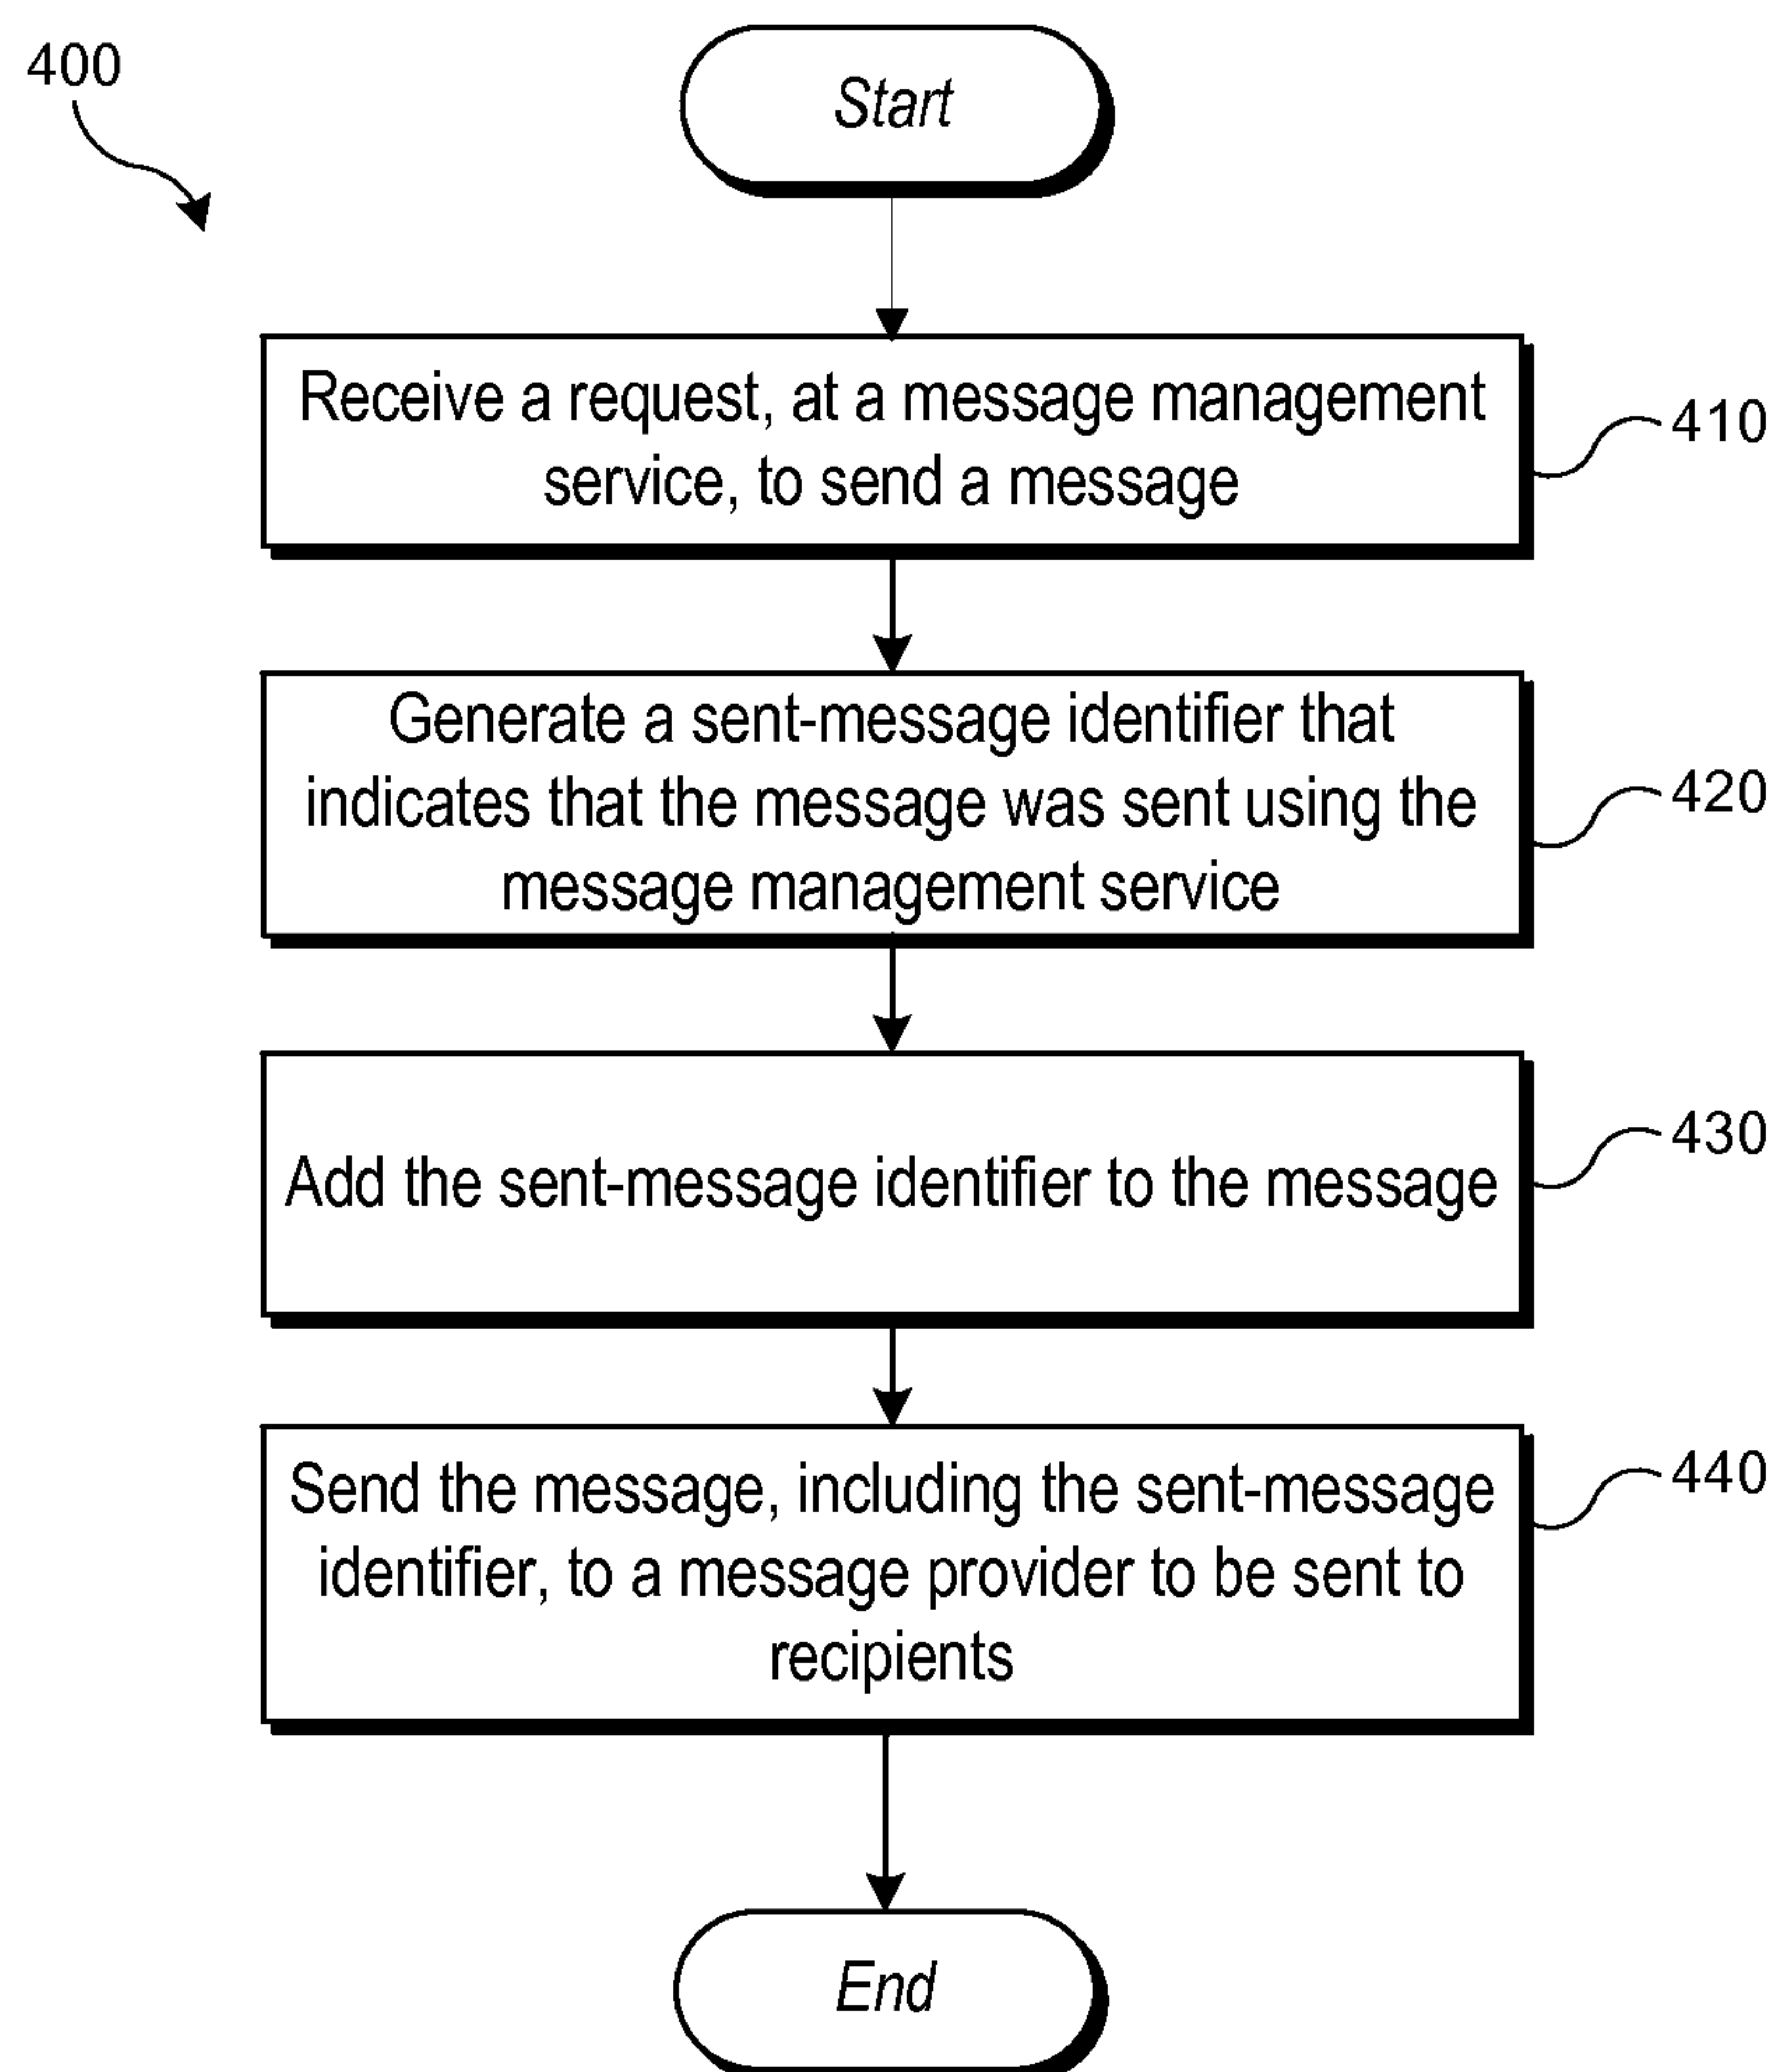 400
Start
Receive a request, at a message management
service, to send a message
410
Generate a sent-message identifier that
indicates that the message was sent using the
message management service
420
Add the sent-message identifier to the message
430
Send the message, including the sent-message
identifier, to a message provider to be sent to
recipients
440
End